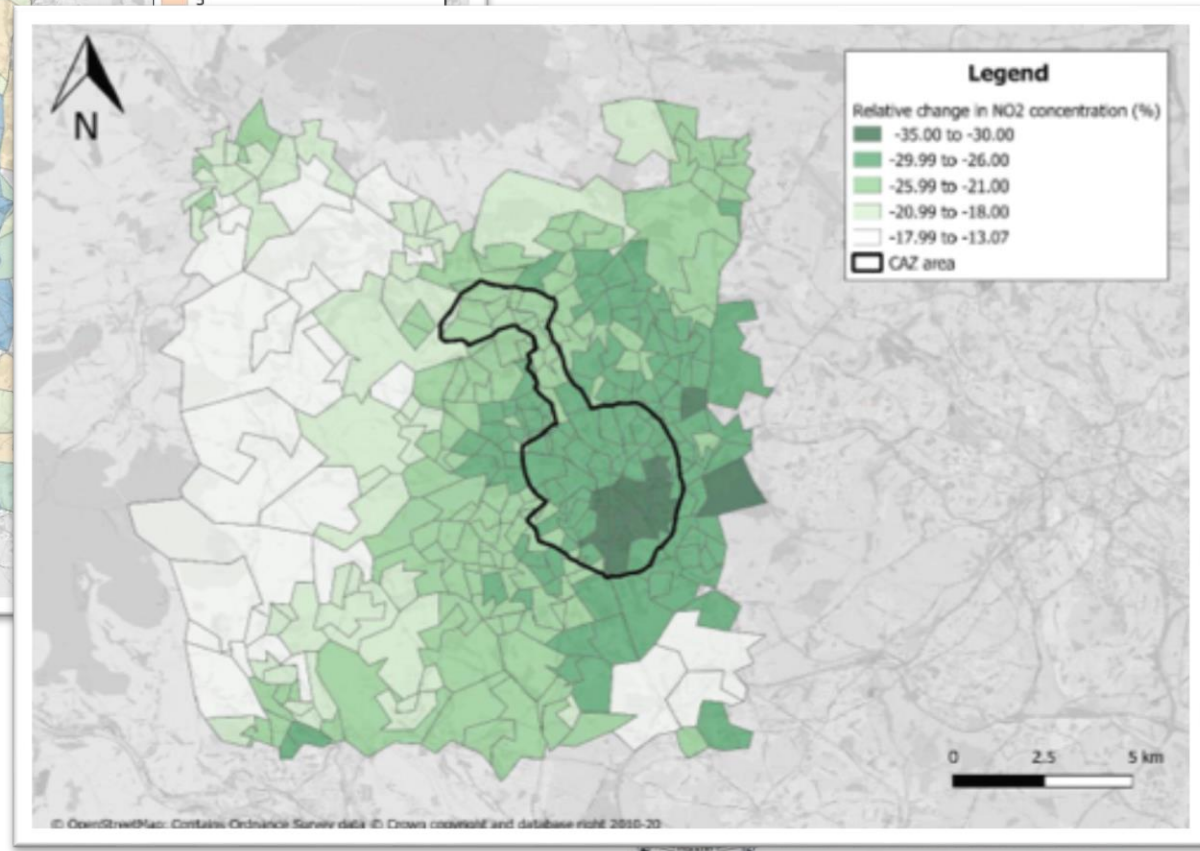 N
Legend
Relative change in NO2 concentration (%)
-35.00 to -30.00
-29.99 to -26.00
-25.99 to -21.00
-20.99 to -18.00
-17.99 to -13.07
CAZ area
0 2.5 5 km
© OpenStreetMap: Contains Ordnance Survey data © Crown copyright and database right 2010-20